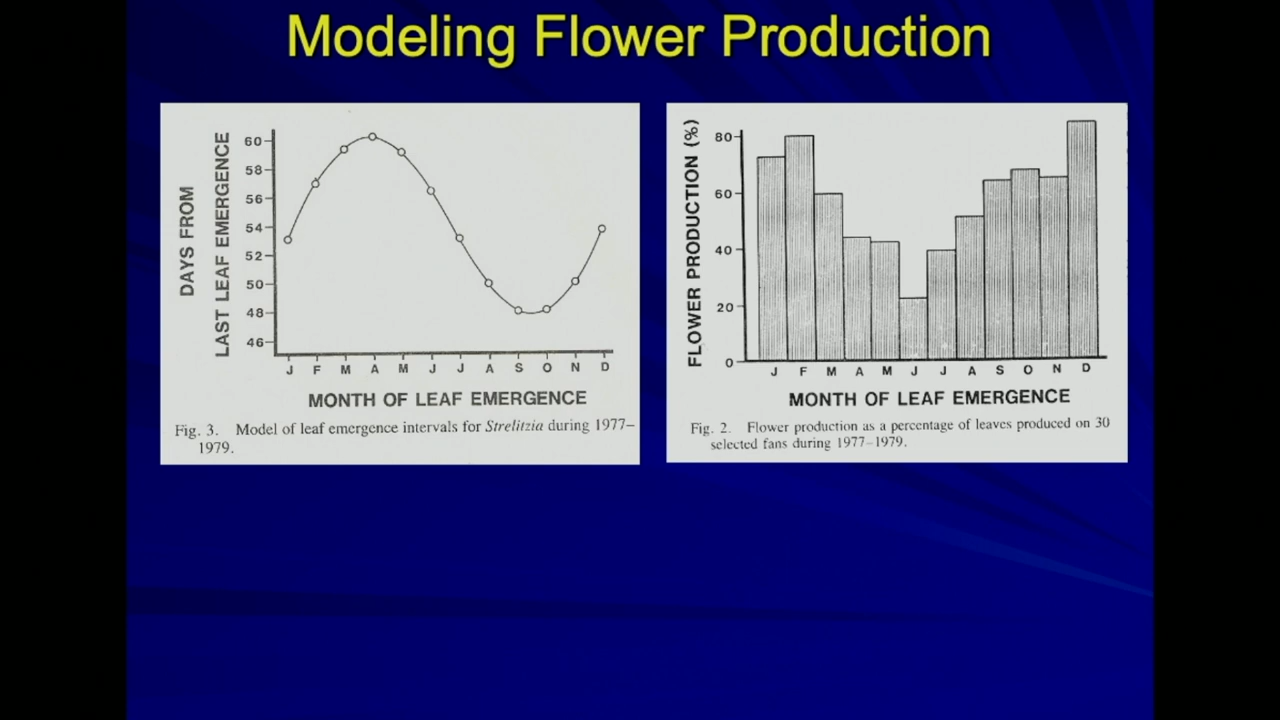 Modeling Flower Production
DAYS FROM
LAST LEAF EMERGENCE
60
58
56
54
52
50
48
46
J F M A M J J A S O N D
MONTH OF LEAF EMERGENCE
Fig. 3. Model of leaf emergence intervals for Strelitzia during 1977–
1979.
FLOWER PRODUCTION (%)
80
60
40
20
0
J F M A M J J A S O N D
MONTH OF LEAF EMERGENCE
Fig. 2. Flower production as a percentage of leaves produced on 30
selected fans during 1977–1979.